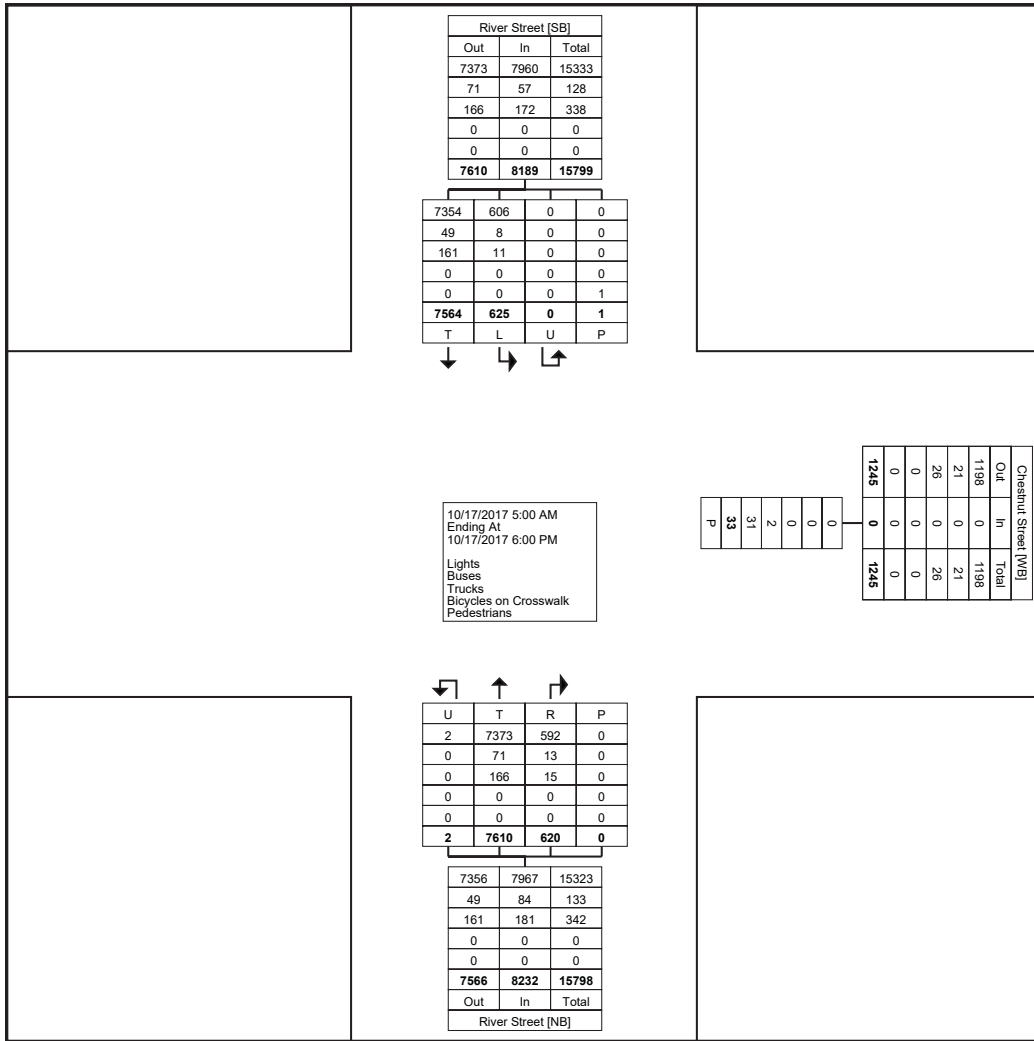 River Street [SB]
Out In Total
7373 7960 15333
71 57 128
166 172 338
0 0 0
0 0 0
7610 8189 15799
7354 606 0 0
49 8 0 0
161 11 0 0
0 0 0 0
0 0 0 1
7564 625 0 1
T L U P
Chestnut Street [WB]
Out In Total
1198 0 1198
21 0 21
26 0 26
0 0 0
0 0 0
1245 0 1245
0
0
0
2
31
33
P
10/17/2017 5:00 AM
Ending At
10/17/2017 6:00 PM
Lights
Buses
Trucks
Bicycles on Crosswalk
Pedestrians
U T R P
2 7373 592 0
0 71 13 0
0 166 15 0
0 0 0 0
0 0 0 0
2 7610 620 0
7356 7967 15323
49 84 133
161 181 342
0 0 0
0 0 0
7566 8232 15798
Out In Total
River Street [NB]